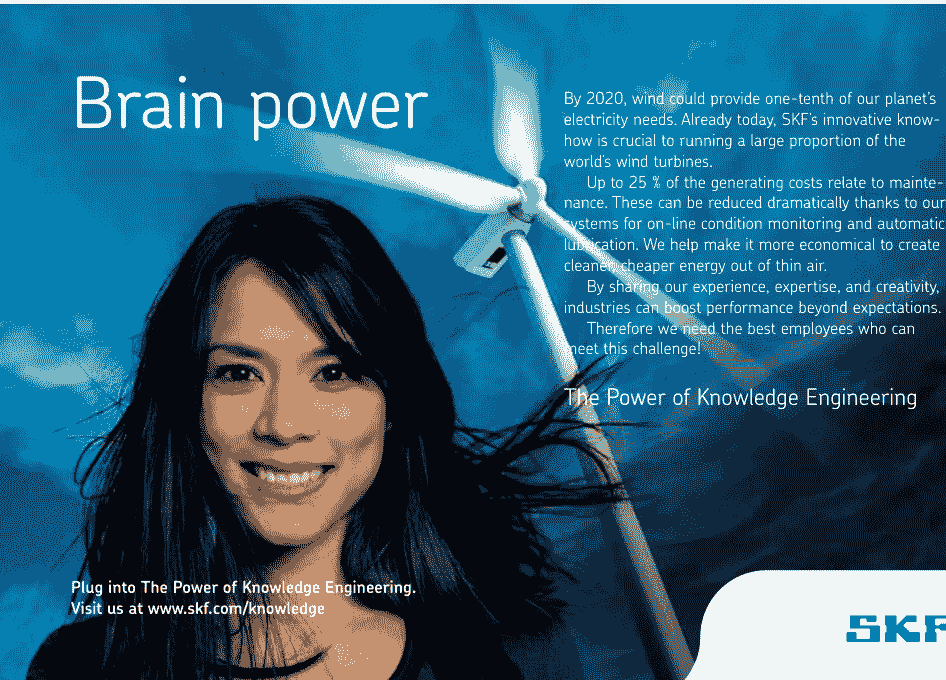 Brain power
By 2020, wind could provide one-tenth of our planet's
electricity needs. Already today, SKF's innovative know-
how is crucial to running a large proportion of the
world's wind turbines.
Up to 25 % of the generating costs relate to mainte-
nance. These can be reduced dramatically thanks to our
systems for on-line condition monitoring and automatic
lubrication. We help make it more economical to create
cleaner, cheaper energy out of thin air.
By sharing our experience, expertise, and creativity,
industries can boost performance beyond expectations.
Therefore we need the best employees who can
meet this challenge!
The Power of Knowledge Engineering
Plug into The Power of Knowledge Engineering.
Visit us at www.skf.com/knowledge
SKF